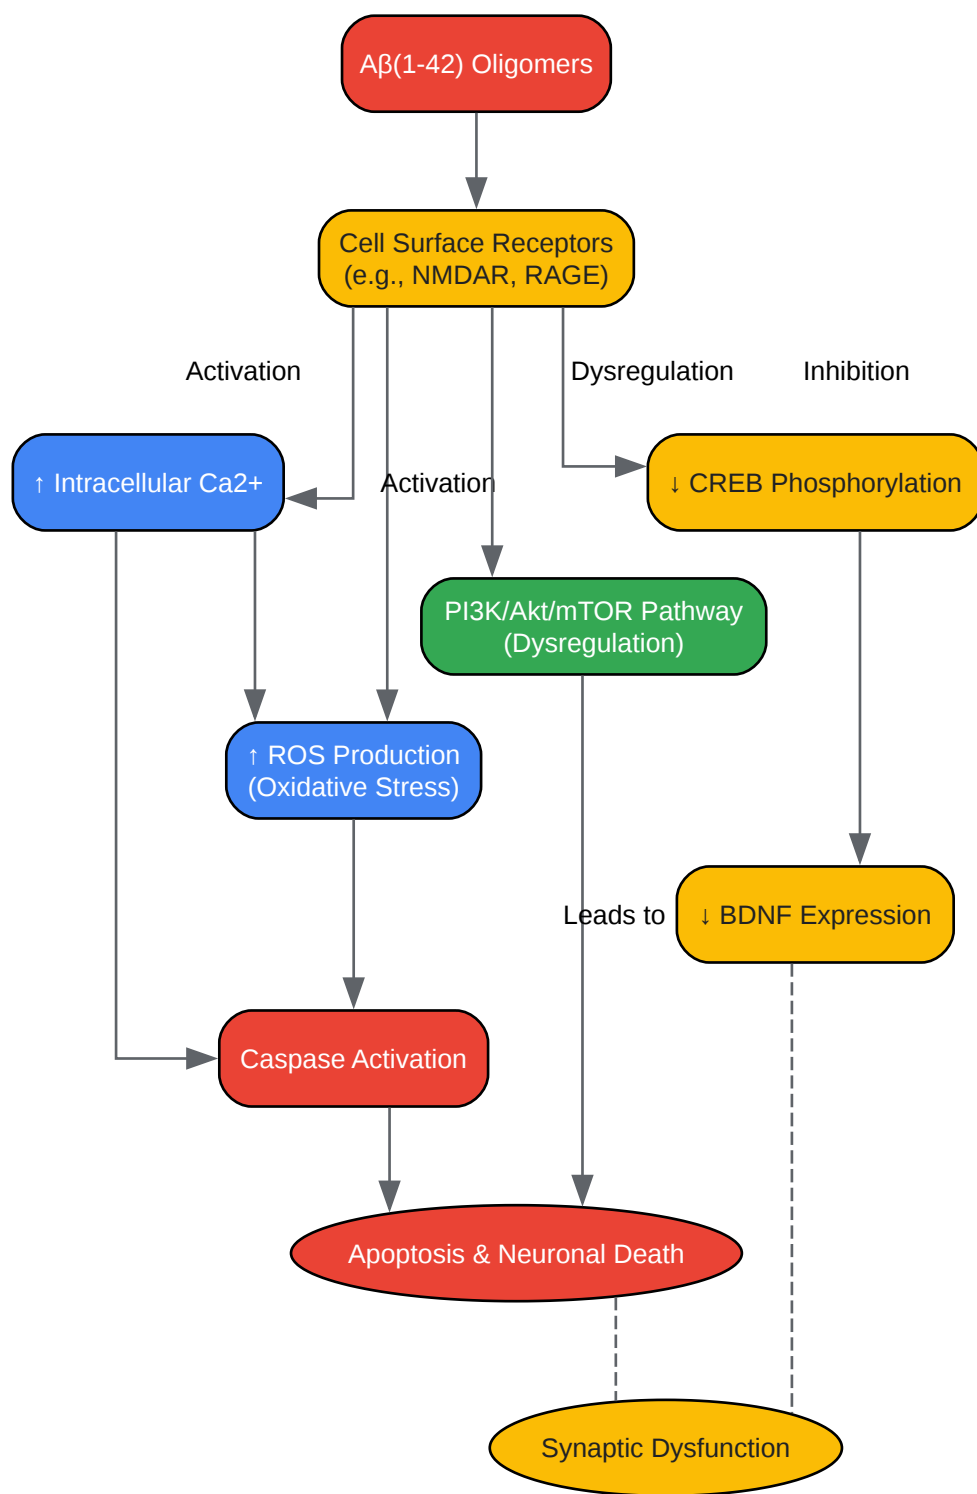 Aβ(1-42) Oligomers
Cell Surface Receptors
(e.g., NMDAR, RAGE)
Activation
Dysregulation
Inhibition
↑ Intracellular Ca2+
Activation
↓ CREB Phosphorylation
PI3K/Akt/mTOR Pathway
(Dysregulation)
↑ ROS Production
(Oxidative Stress)
Leads to
↓ BDNF Expression
Caspase Activation
Apoptosis & Neuronal Death
Synaptic Dysfunction